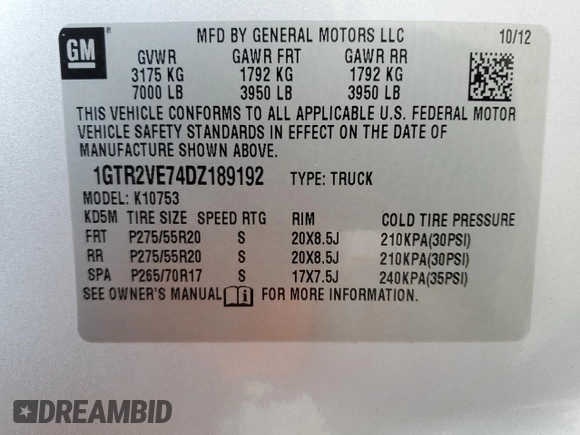 GM ®
MFD BY GENERAL MOTORS LLC 10/12
GVWR GAWR FRT GAWR RR
3175 KG 1792 KG 1792 KG
7000 LB 3950 LB 3950 LB
THIS VEHICLE CONFORMS TO ALL APPLICABLE U.S. FEDERAL MOTOR
VEHICLE SAFETY STANDARDS IN EFFECT ON THE DATE OF
MANUFACTURE SHOWN ABOVE.
1GTR2VE74DZ189192 TYPE: TRUCK
MODEL: K10753
KD5M TIRE SIZE SPEED RTG RIM COLD TIRE PRESSURE
FRT P275/55R20 S 20X8.5J 210KPA(30PSI)
RR P275/55R20 S 20X8.5J 210KPA(30PSI)
SPA P265/70R17 S 17X7.5J 240KPA(35PSI)
SEE OWNER'S MANUAL FOR MORE INFORMATION.
DREAMBID